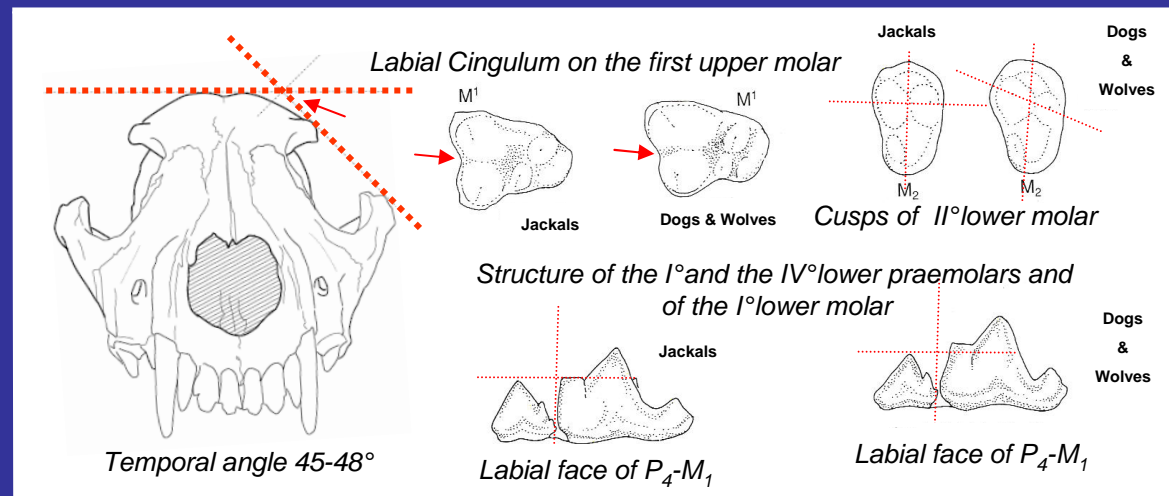 Labial Cingulum on the first upper molar
M¹
Jackals
M¹
Dogs & Wolves
Jackals
Dogs
&
Wolves
M₂
M₂
Cusps of II°lower molar
Structure of the I°and the IV°lower praemolars and
of the I°lower molar
Jackals
Labial face of P₄-M₁
Dogs
&
Wolves
Labial face of P₄-M₁
Temporal angle 45-48°